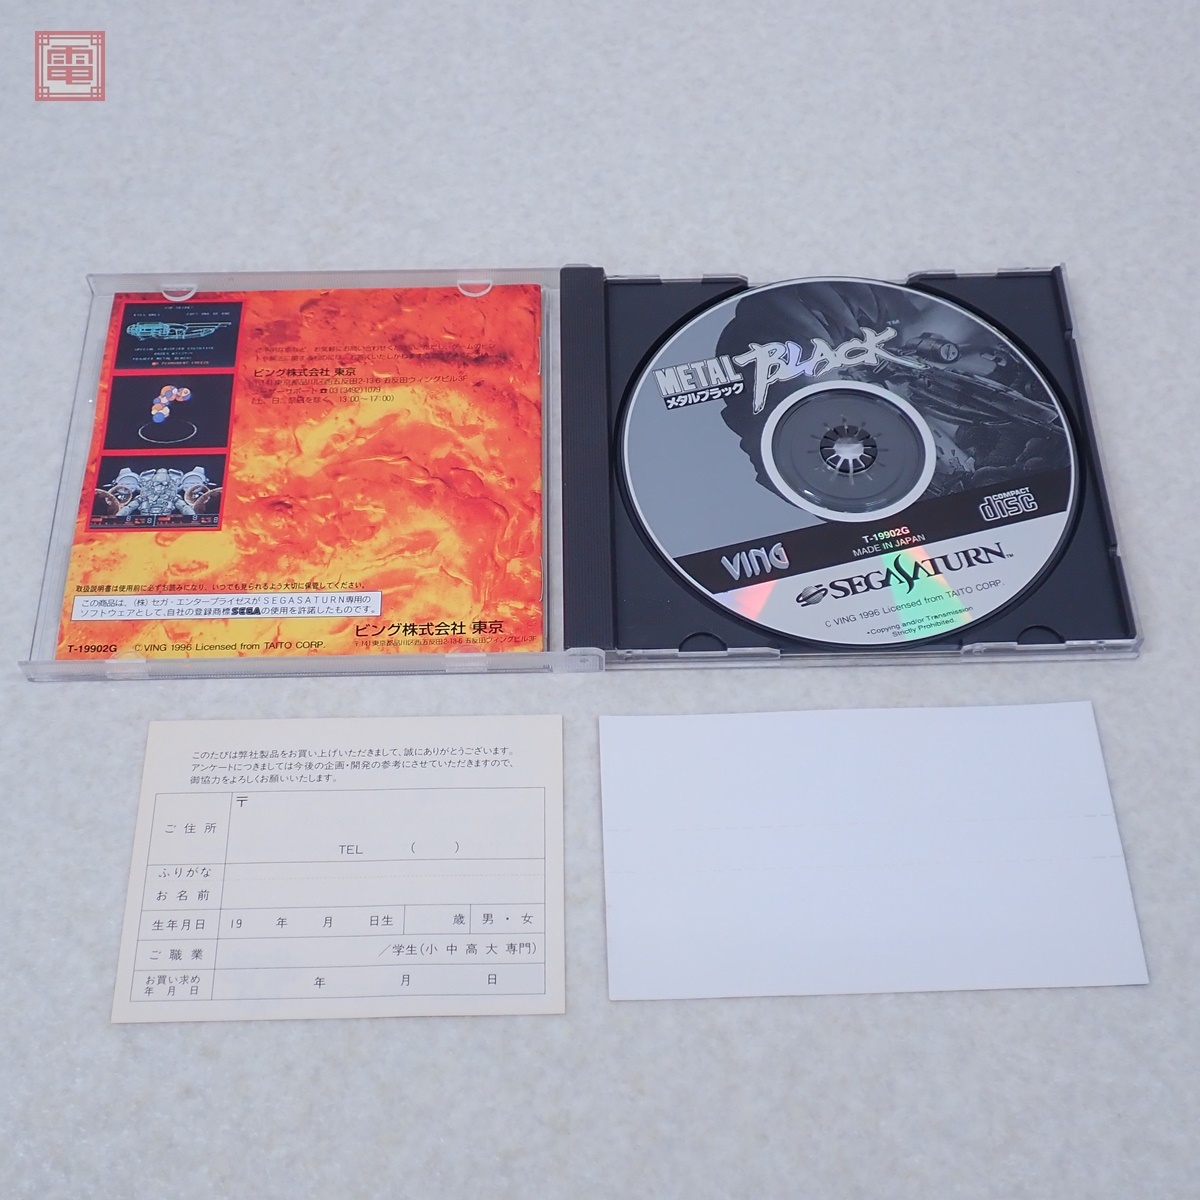 電
ビング株式会社 東京
(土、日、祭日を除く 13:00〜17:00)
取扱説明書は使用前に必ずお読みになり、いつでも見られるよう大切に保管してください。
この商品は、(株)セガ・エンタープライゼスがSEGASATURN専用の
ソフトウェアとして、自社の登録商標SEGAの使用を許諾したものです。
ビング株式会社 東京
T-19902G
© VING 1996 Licensed from TAITO CORP.
METAL BLACK™
メタルブラック
COMPACT
disc
VING
T-19902G
MADE IN JAPAN
SEGASATURN™
© VING 1996 Licensed from TAITO CORP.
•Copying and/or Transmission
Strictly Prohibited.
このたびは弊社製品をお買い上げいただきまして、誠にありがとうございます。
アンケートにつきましては今後の企画・開発の参考にさせていただきますので、
御協力をよろしくお願いいたします。
ご住所
〒
TEL ( )
ふりがな
お名前
生年月日 19 年 月 日生 歳 男・女
ご職業 /学生(小 中 高 大 専門)
お買い求め
年 月 日
年 月 日